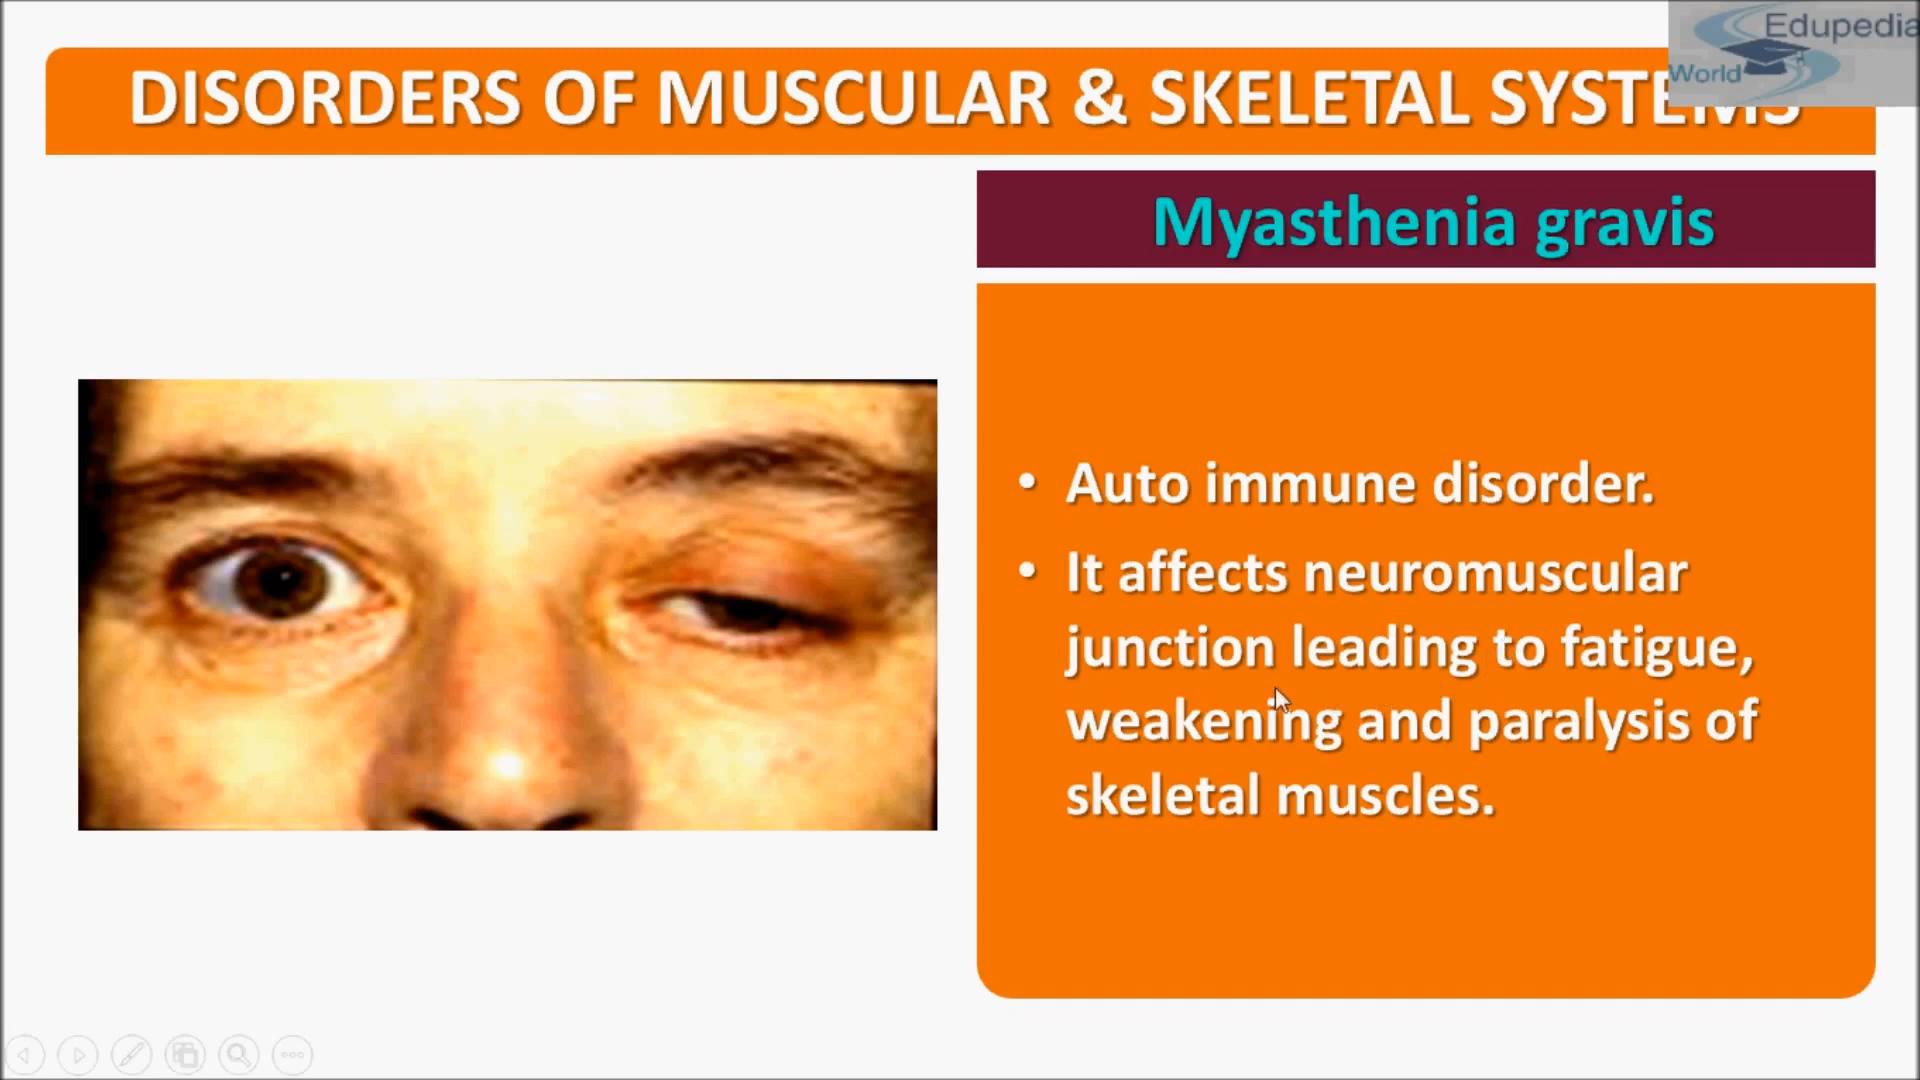 Edupedia
World
DISORDERS OF MUSCULAR & SKELETAL SYSTEMS
Myasthenia gravis
• Auto immune disorder.
• It affects neuromuscular
junction leading to fatigue,
weakening and paralysis of
skeletal muscles.